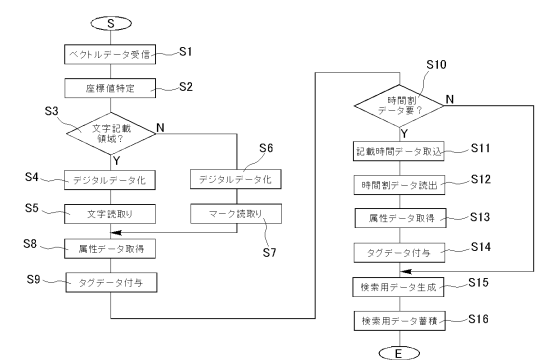 S
ベクトルデータ受信
S1
座標値特定
S2
S3
文字記載
領域?
N
Y
S4
デジタルデータ化
S6
デジタルデータ化
S5
文字読取り
マーク読取り
S7
S8
属性データ取得
S9
タグデータ付与
S10
時間割
データ要?
N
Y
記載時間データ取込
S11
時間割データ読出
S12
属性データ取得
S13
タグデータ付与
S14
検索用データ生成
S15
検索用データ蓄積
S16
E